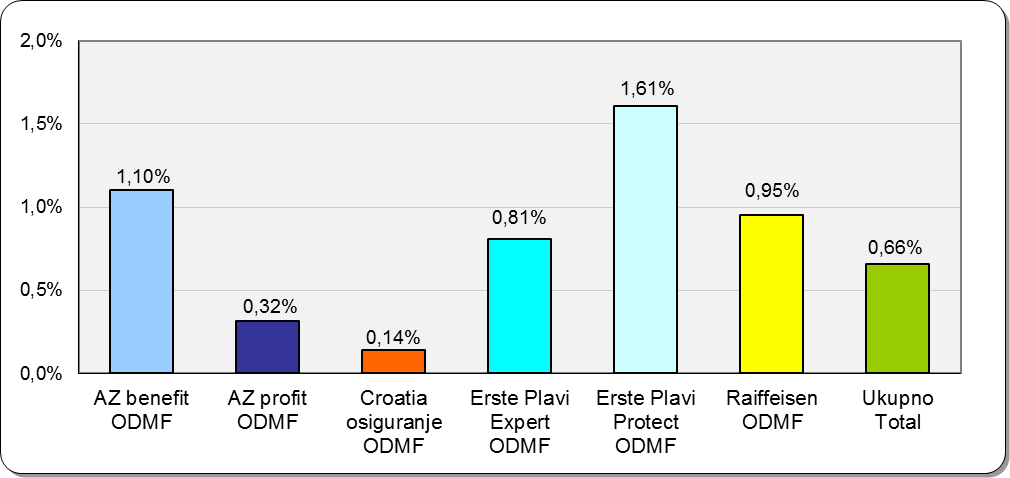 2,0%
1,5%
1,0%
0,5%
0,0%
1,10%
0,32%
0,14%
0,81%
1,61%
0,95%
0,66%
AZ benefit
ODMF
AZ profit
ODMF
Croatia
osiguranje
ODMF
Erste Plavi
Expert
ODMF
Erste Plavi
Protect
ODMF
Raiffeisen
ODMF
Ukupno
Total